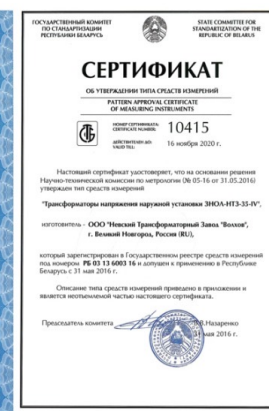 ГОСУДАРСТВЕННЫЙ КОМИТЕТ
ПО СТАНДАРТИЗАЦИИ
РЕСПУБЛИКИ БЕЛАРУСЬ
STATE COMMITTEE FOR
STANDARDIZATION OF THE
REPUBLIC OF BELARUS
СЕРТИФИКАТ
ОБ УТВЕРЖДЕНИИ ТИПА СРЕДСТВ ИЗМЕРЕНИЙ
PATTERN APPROVAL CERTIFICATE
OF MEASURING INSTRUMENTS
НОМЕР СЕРТИФИКАТА:
CERTIFICATE NUMBER:
10415
ДЕЙСТВИТЕЛЕН ДО:
VALID TILL:
16 ноября 2020 г.
Настоящий сертификат удостоверяет, что на основании решения
Научно-технической комиссии по метрологии (№ 05-16 от 31.05.2016)
утвержден тип средств измерений
"Трансформаторы напряжения наружной установки ЗНОЛ-НТЗ-35-IV",
изготовитель - ООО "Невский Трансформаторный Завод "Волхов",
г. Великий Новгород, Россия (RU),
который зарегистрирован в Государственном реестре средств измерений
под номером РБ 03 13 6003 16 и допущен к применению в Республике
Беларусь с 31 мая 2016 г.
Описание типа средств измерений приведено в приложении и
является неотъемлемой частью настоящего сертификата.
Председатель комитета
Назаренко
мая 2016 г.